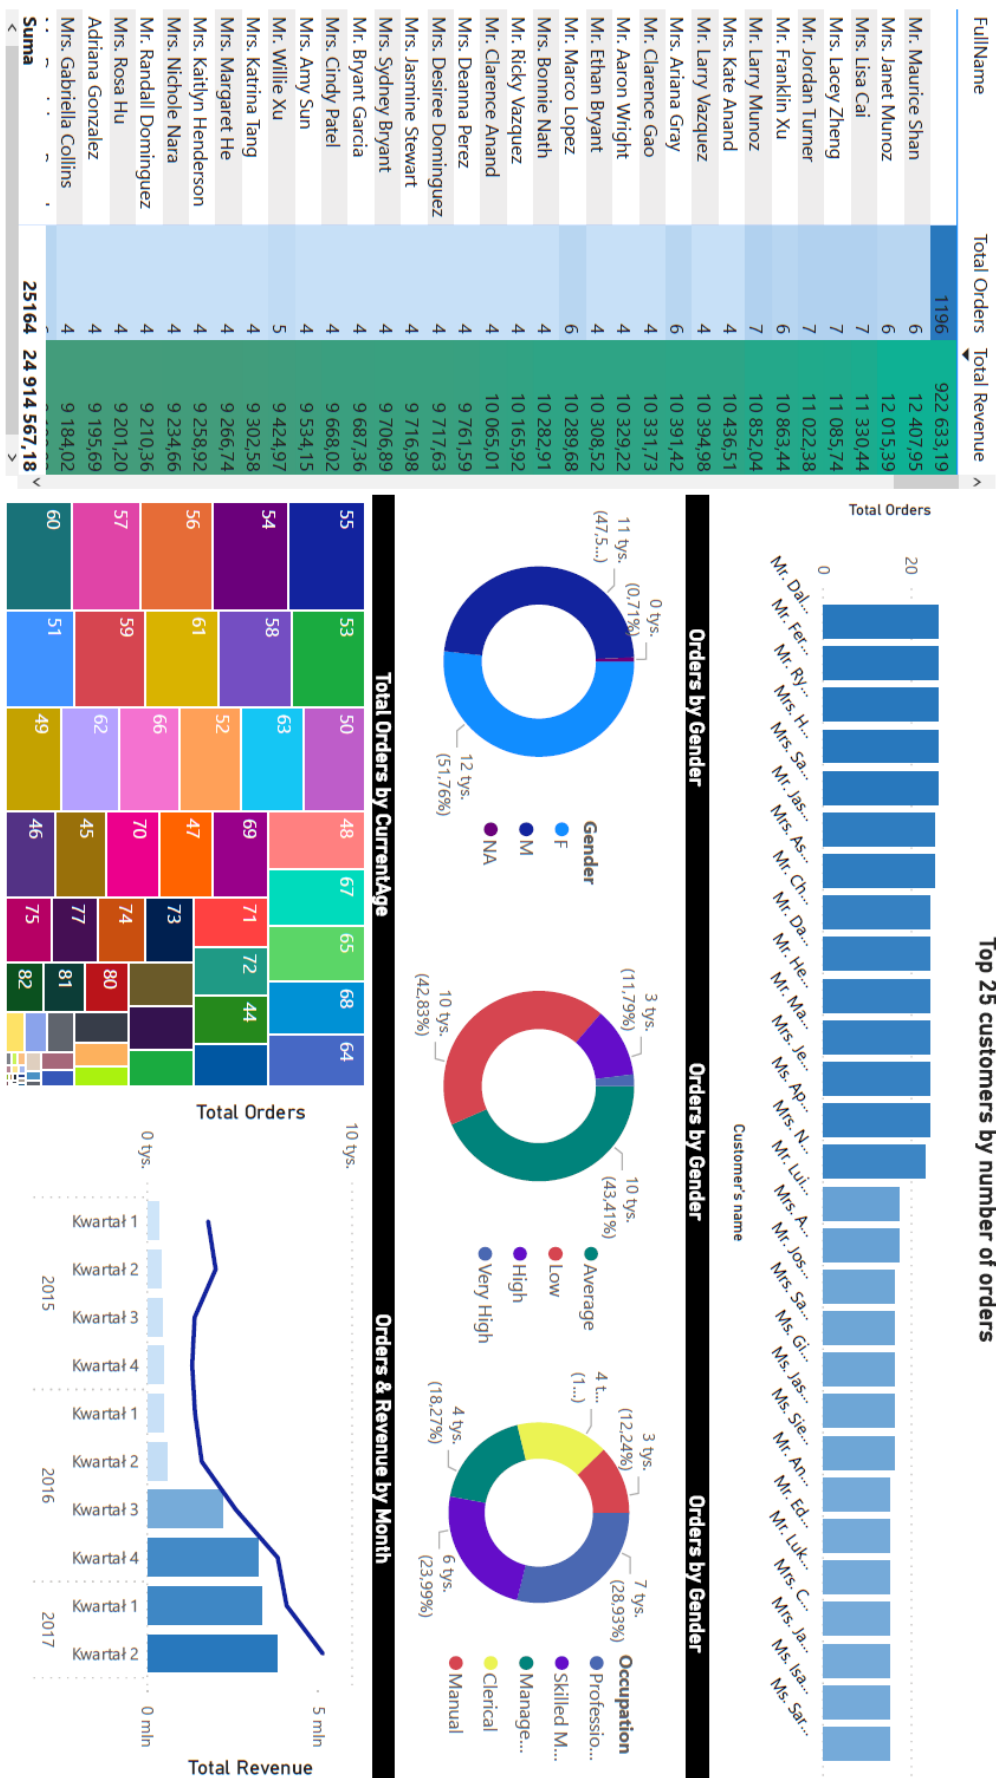 FullName Total Orders Total Revenue
1196 922 633,19
Mr. Maurice Shan 6 12 407,95
Mrs. Janet Munoz 6 12 015,39
Mrs. Lisa Cai 7 11 330,44
Mrs. Lacey Zheng 7 11 085,74
Mr. Jordan Turner 7 11 022,38
Mr. Franklin Xu 6 10 863,44
Mr. Larry Munoz 7 10 852,04
Mrs. Kate Anand 4 10 436,51
Mr. Larry Vazquez 4 10 394,98
Mrs. Ariana Gray 6 10 391,42
Mr. Clarence Gao 4 10 331,73
Mr. Aaron Wright 4 10 329,22
Mr. Ethan Bryant 4 10 308,52
Mr. Marco Lopez 6 10 289,68
Mrs. Bonnie Nath 4 10 282,91
Mr. Ricky Vazquez 4 10 165,92
Mr. Clarence Anand 4 10 065,01
Mrs. Deanna Perez 4 9 761,59
Mr. Desiree Dominguez 4 9 717,63
Mrs. Jasmine Stewart 4 9 716,98
Mrs. Sydney Bryant 4 9 706,89
Mr. Bryant Garcia 4 9 687,36
Mrs. Cindy Patel 4 9 668,02
Mrs. Amy Sun 4 9 534,15
Mr. Willie Xu 5 9 424,97
Mrs. Katrina Tang 4 9 302,58
Mrs. Margaret He 4 9 266,74
Mrs. Kaitlyn Henderson 4 9 258,92
Mrs. Nichole Nara 4 9 234,66
Mr. Randall Dominguez 4 9 210,36
Mrs. Rosa Hu 4 9 201,20
Adriana Gonzalez 4 9 195,69
Mrs. Gabriella Collins 4 9 184,02
Suma 25164 24 914 567,18
Top 25 customers by number of orders
Total Orders
20
0
Mr. Dal...
Mr. Fer...
Mr. Ry...
Mrs. H...
Mrs. Sa...
Mr. Jas...
Mrs. As...
Mr. Ch...
Mr. Da...
Mr. He...
Mr. Ma...
Mrs. Je...
Ms. Ap...
Mrs. N...
Mr. Lui...
Mrs. A...
Mr. Jos...
Mrs. Sa...
Ms. Gi...
Ms. Jas...
Ms. Sie...
Mr. An...
Mr. Ed...
Mr. Luk...
Mrs. C...
Mrs. Ja...
Ms. Isa...
Ms. Sar...
Customer's name
Orders by Gender
0 tys.
(0,71%)
11 tys.
(47,5...)
12 tys.
(51,76%)
Gender
F
M
NA
Orders by Gender
3 tys.
(11,79%)
10 tys.
(42,83%)
10 tys.
(43,41%)
Average
Low
High
Very High
Orders by Gender
3 tys.
(12,24%)
4 t...
(1...)
4 tys.
(18,27%)
6 tys.
(23,99%)
7 tys.
(28,93%)
Occupation
Professio...
Skilled M...
Manage...
Clerical
Manual
Total Orders by CurrentAge
55
53
50
48
67
65
68
64
54
58
63
69
71
72
44
56
61
52
47
73
57
59
66
70
74
80
60
51
62
45
77
81
49
46
75
82
Orders & Revenue by Month
Total Orders
10 tys.
0 tys.
5 mln
0 mln
Total Revenue
Kwartał 1
Kwartał 2
Kwartał 3
Kwartał 4
Kwartał 1
Kwartał 2
Kwartał 3
Kwartał 4
Kwartał 1
Kwartał 2
2015
2016
2017